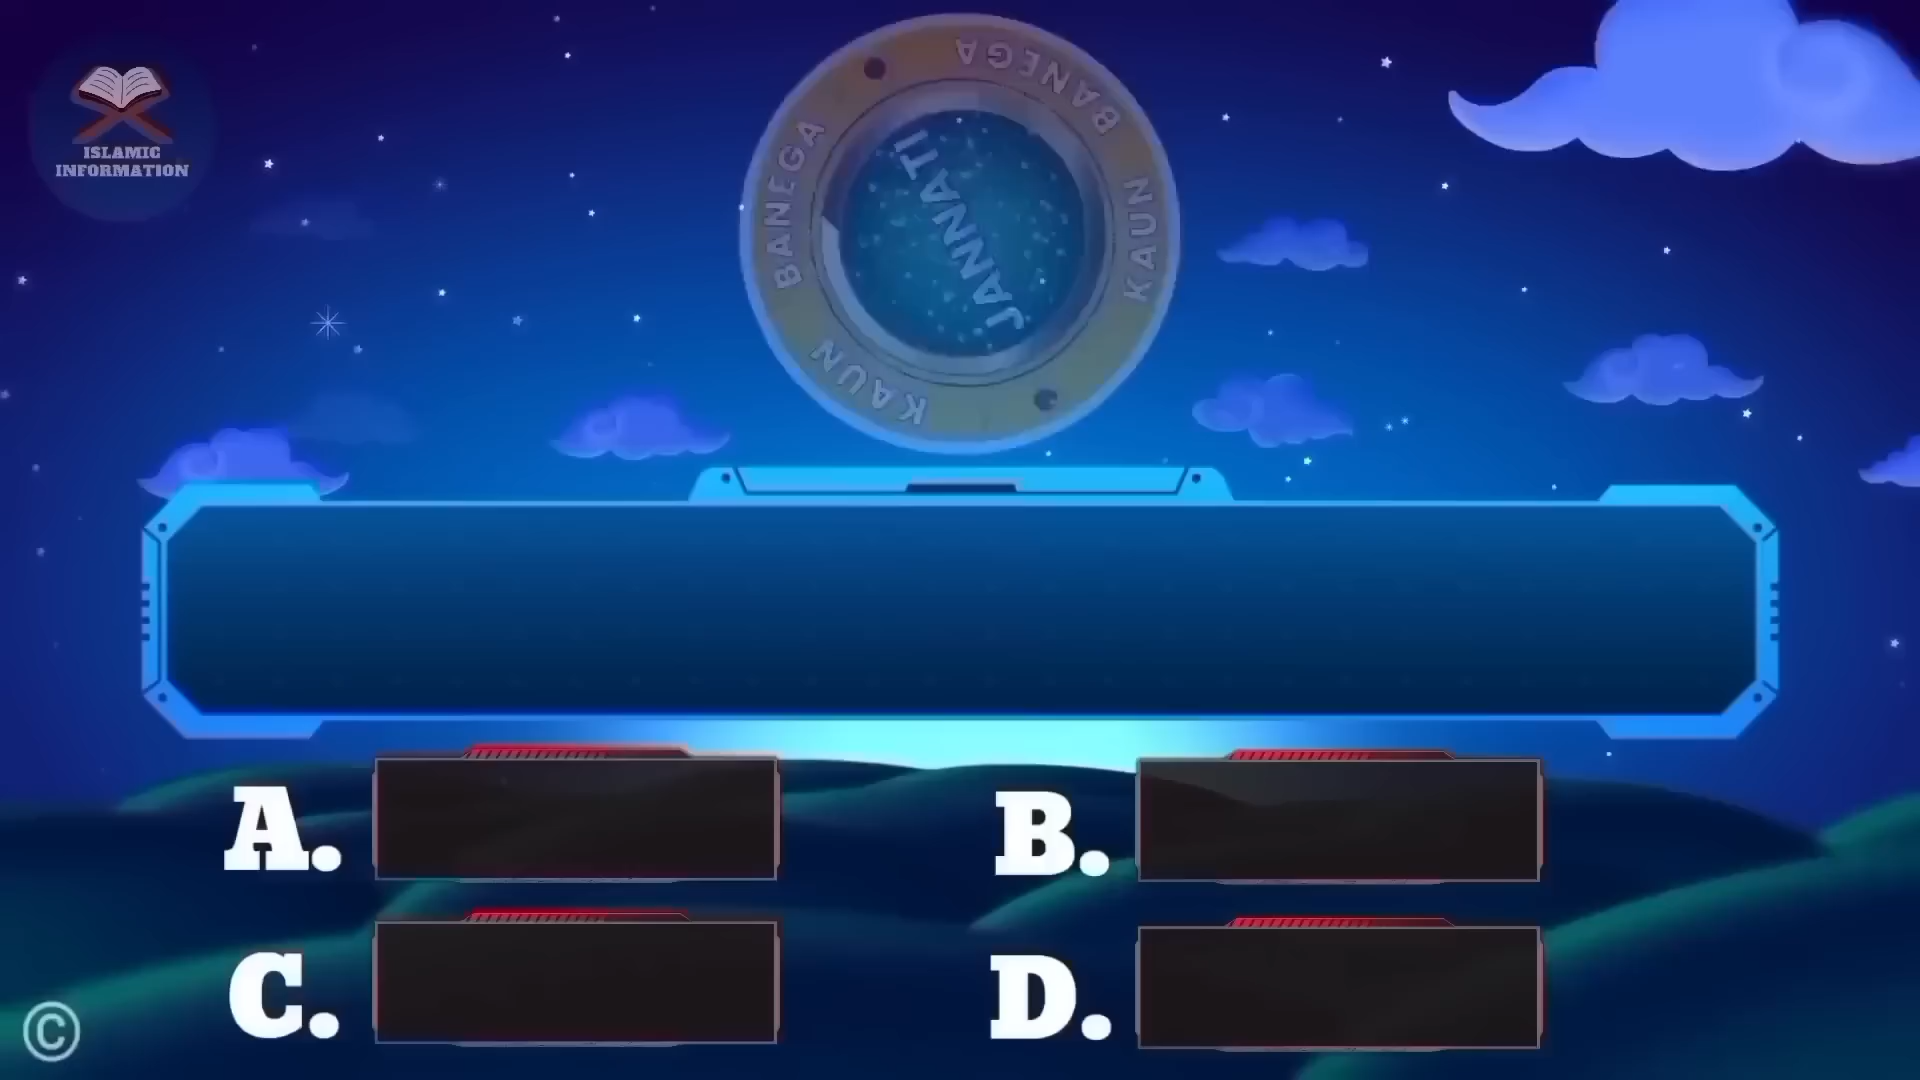 ISLAMIC
INFORMATION
KAUN BANEGA
JANNATI
KAUN BANEGA
A.
B.
C.
D.
©